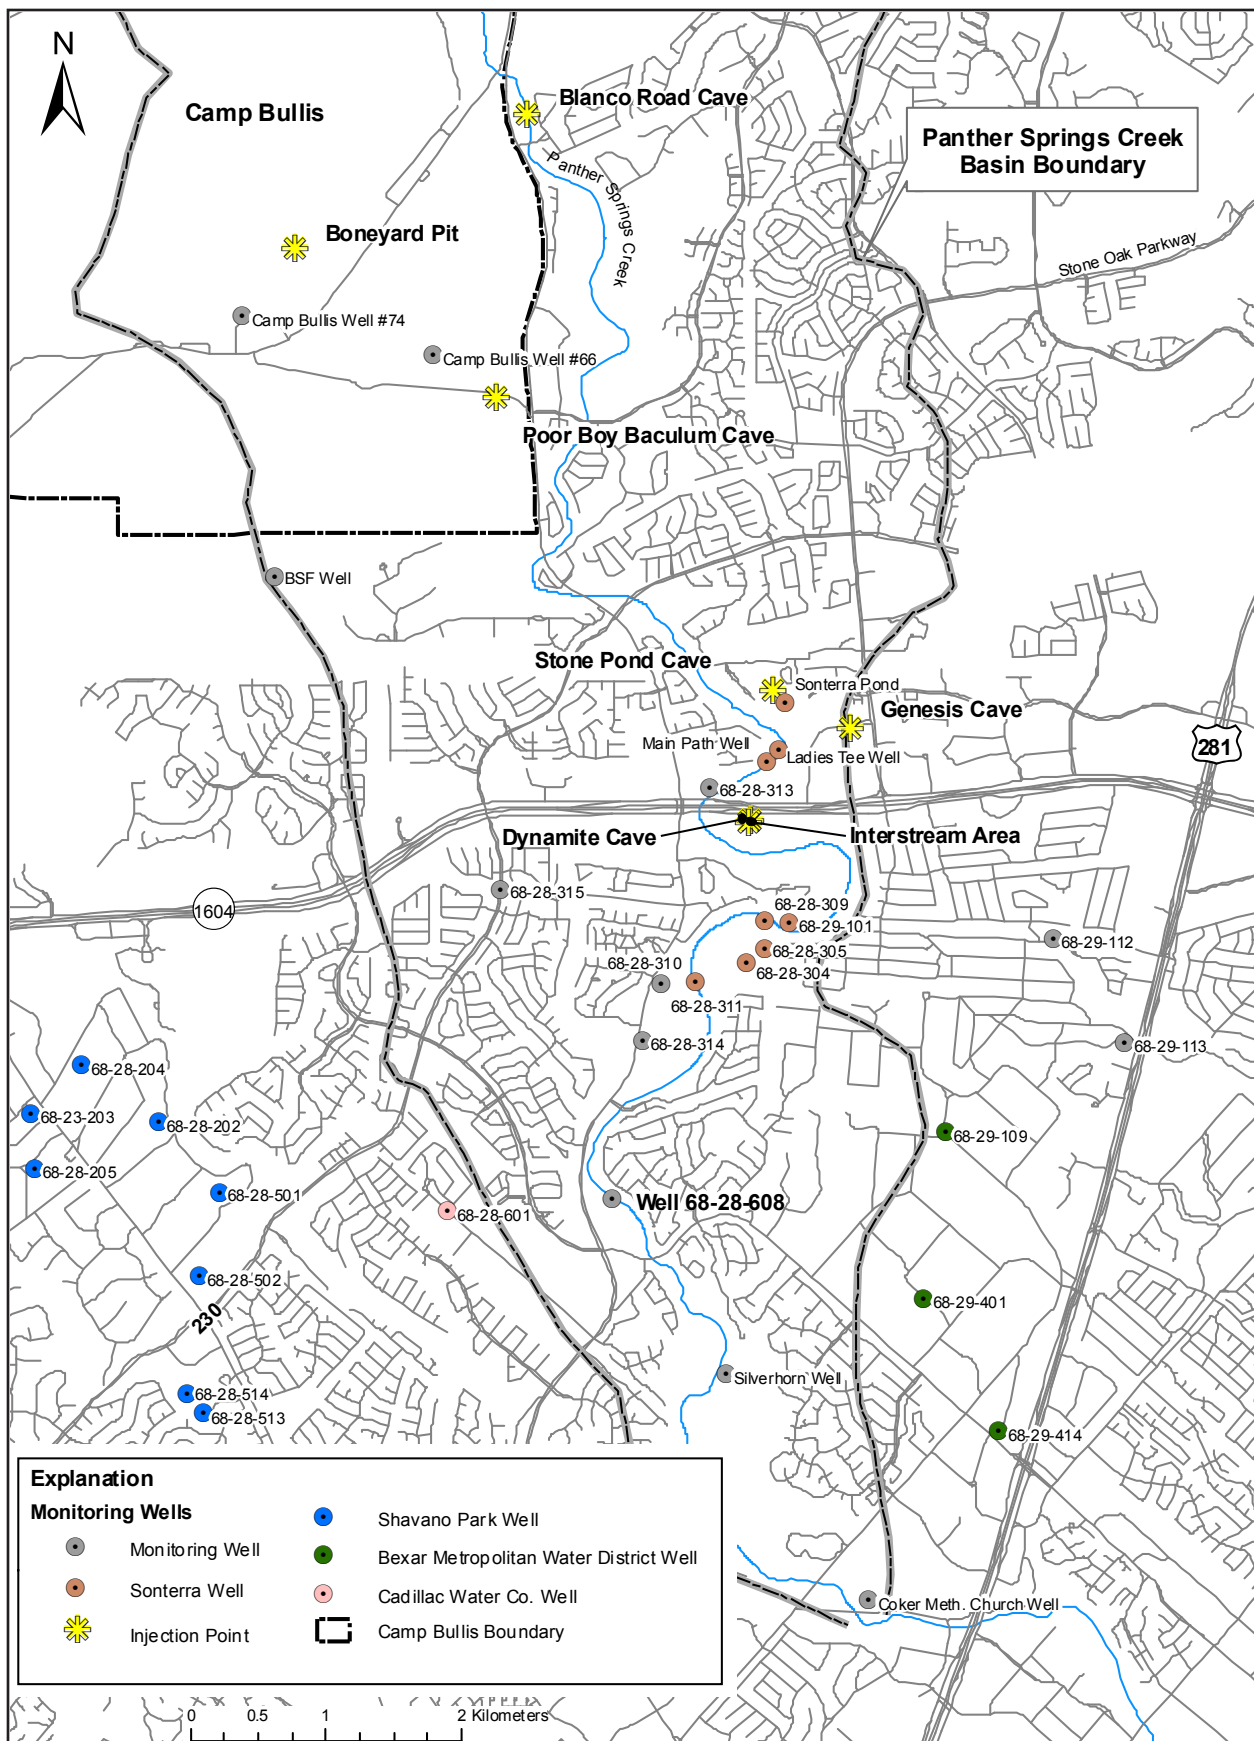 N
Camp Bullis
Blanco Road Cave
Panther Springs Creek
Basin Boundary
Panther Springs Creek
Boneyard Pit
Stone Oak Parkway
Camp Bullis Well #74
Camp Bullis Well #66
Poor Boy Baculum Cave
BSF Well
Stone Pond Cave
Sonterra Pond
Genesis Cave
Main Path Well
Ladies Tee Well
281
68-28-313
Dynamite Cave
Interstream Area
68-28-315
1604
68-28-309
68-29-101
68-29-112
68-28-305
68-28-310
68-28-304
68-28-311
68-28-314
68-29-113
68-28-204
68-23-203
68-28-202
68-29-109
68-28-205
68-28-501
Well 68-28-608
68-28-601
68-28-502
68-29-401
230
Silverhorn Well
68-28-514
68-28-513
68-29-414
Explanation
Monitoring Wells
Monitoring Well
Sonterra Well
Injection Point
Shavano Park Well
Bexar Metropolitan Water District Well
Cadillac Water Co. Well
Camp Bullis Boundary
Coker Meth. Church Well
0 0.5 1 2 Kilometers